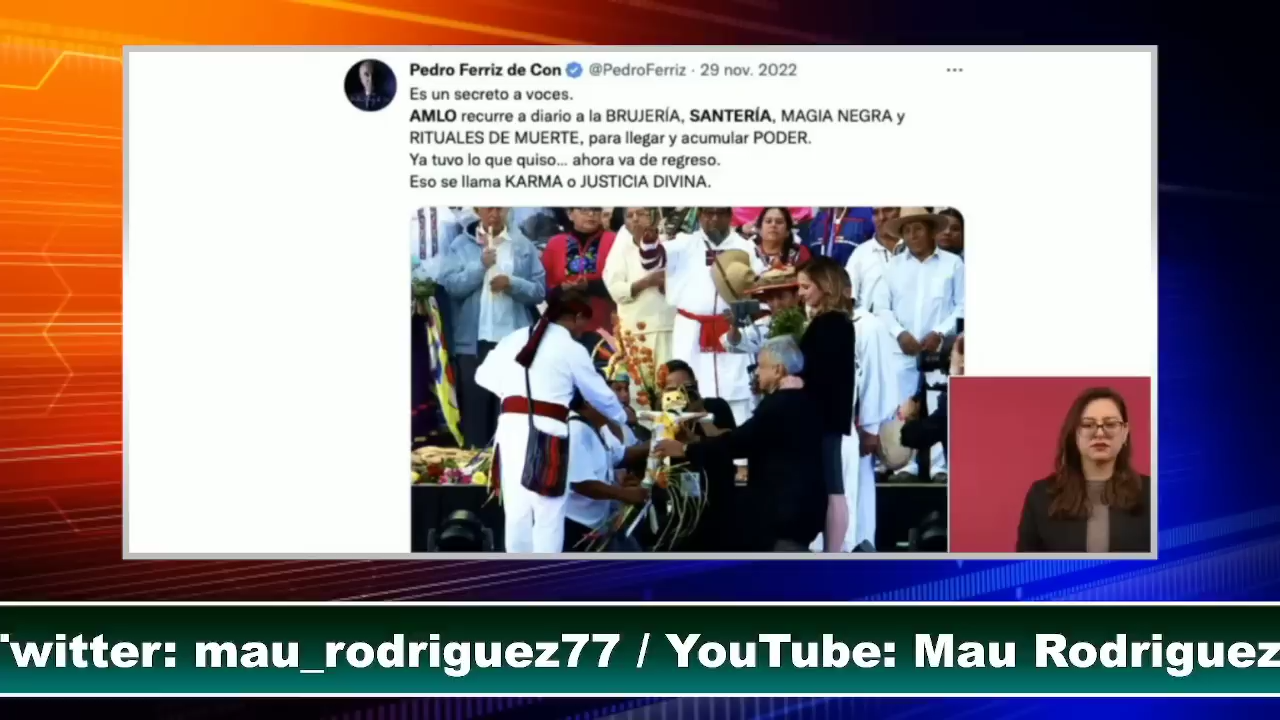 Pedro Ferriz de Con @PedroFerriz · 29 nov. 2022
Es un secreto a voces.
AMLO recurre a diario a la BRUJERÍA, SANTERÍA, MAGIA NEGRA y
RITUALES DE MUERTE, para llegar y acumular PODER.
Ya tuvo lo que quiso... ahora va de regreso.
Eso se llama KARMA o JUSTICIA DIVINA.
Twitter: mau_rodriguez77 / YouTube: Mau Rodriguez